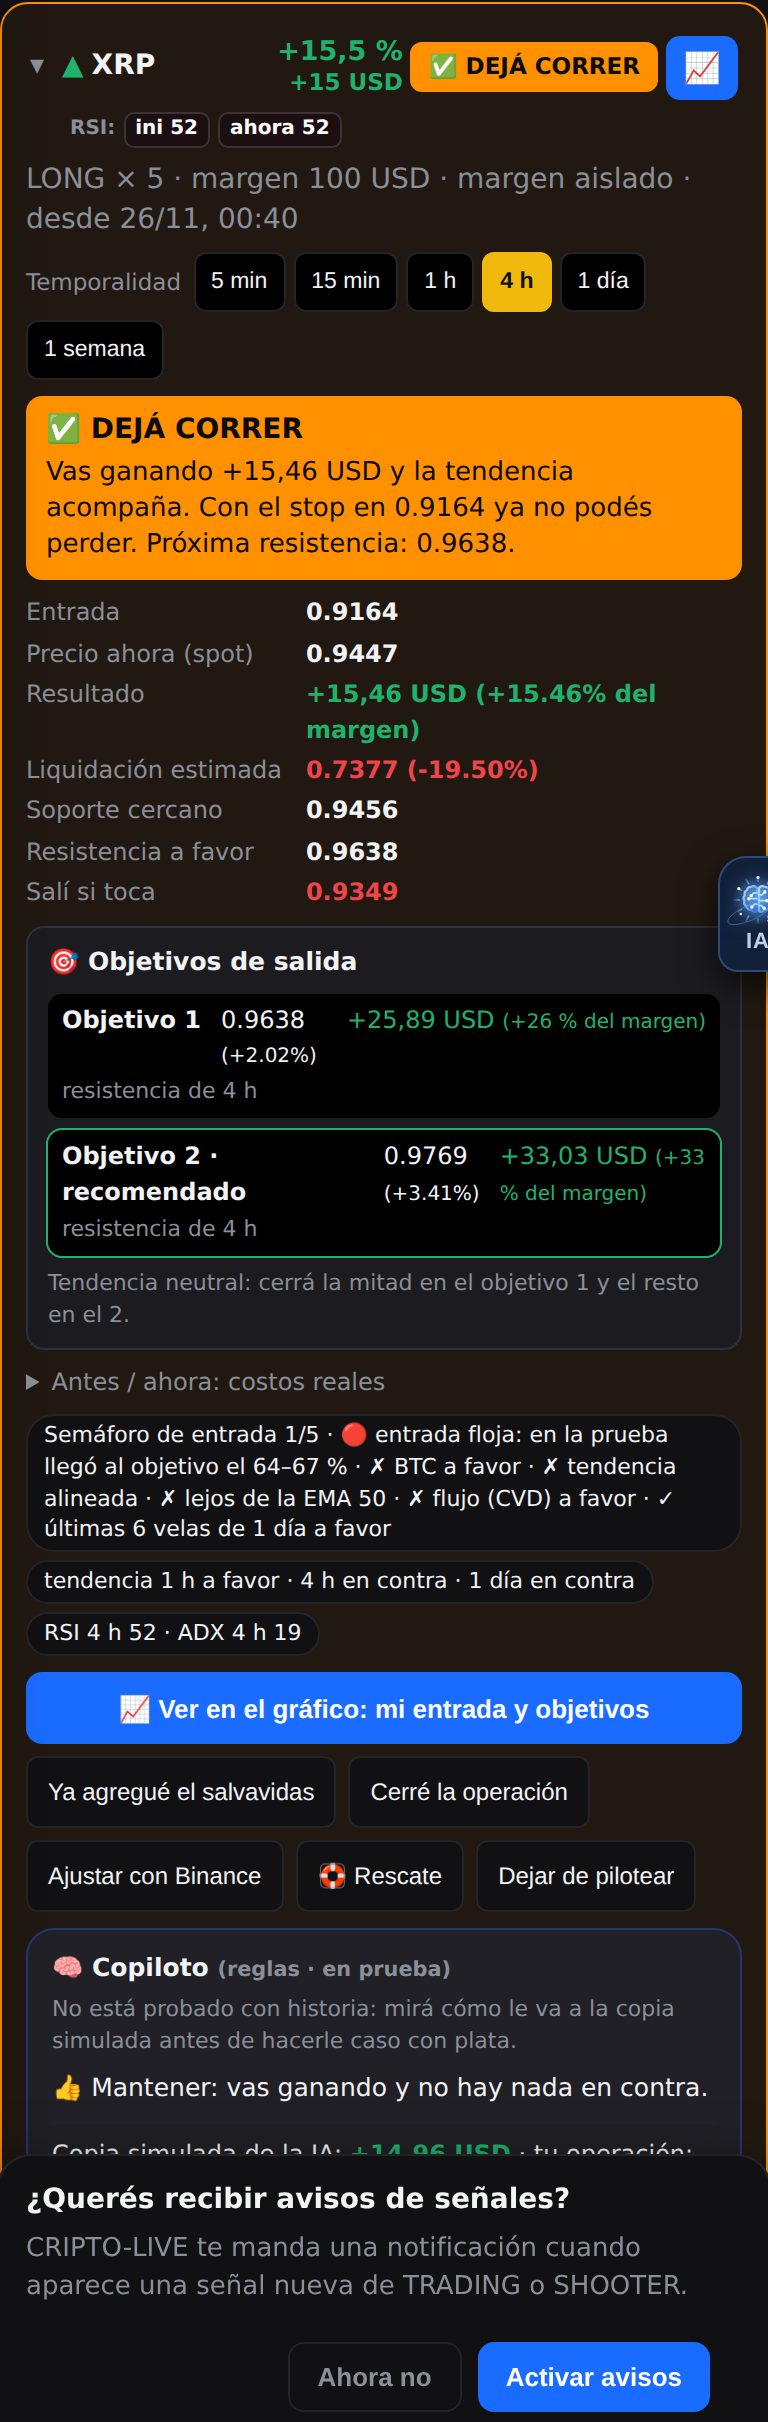 ▼ ▲ XRP
+15,5 %
+15 USD
✅ DEJÁ CORRER
RSI: ini 52 ahora 52
LONG × 5 · margen 100 USD · margen aislado ·
desde 26/11, 00:40
Temporalidad 5 min 15 min 1 h 4 h 1 día
1 semana
✅ DEJÁ CORRER
Vas ganando +15,46 USD y la tendencia
acompaña. Con el stop en 0.9164 ya no podés
perder. Próxima resistencia: 0.9638.
Entrada 0.9164
Precio ahora (spot) 0.9447
Resultado +15,46 USD (+15.46% del
margen)
Liquidación estimada 0.7377 (-19.50%)
Soporte cercano 0.9456
Resistencia a favor 0.9638
Salí si toca 0.9349
IA
🎯 Objetivos de salida
Objetivo 1 0.9638 +25,89 USD (+26 % del margen)
(+2.02%)
resistencia de 4 h
Objetivo 2 · 0.9769 +33,03 USD (+33
recomendado (+3.41%) % del margen)
resistencia de 4 h
Tendencia neutral: cerrá la mitad en el objetivo 1 y el resto
en el 2.
▶ Antes / ahora: costos reales
Semáforo de entrada 1/5 · 🔴 entrada floja: en la prueba
llegó al objetivo el 64–67 % · ✗ BTC a favor · ✗ tendencia
alineada · ✗ lejos de la EMA 50 · ✗ flujo (CVD) a favor · ✓
últimas 6 velas de 1 día a favor
tendencia 1 h a favor · 4 h en contra · 1 día en contra
RSI 4 h 52 · ADX 4 h 19
📈 Ver en el gráfico: mi entrada y objetivos
Ya agregué el salvavidas Cerré la operación
Ajustar con Binance 🛟 Rescate Dejar de pilotear
🧠 Copiloto (reglas · en prueba)
No está probado con historia: mirá cómo le va a la copia
simulada antes de hacerle caso con plata.
👍 Mantener: vas ganando y no hay nada en contra.
Copia simulada de la IA: +14,96 USD · tu operación:
¿Querés recibir avisos de señales?
CRIPTO-LIVE te manda una notificación cuando
aparece una señal nueva de TRADING o SHOOTER.
Ahora no Activar avisos